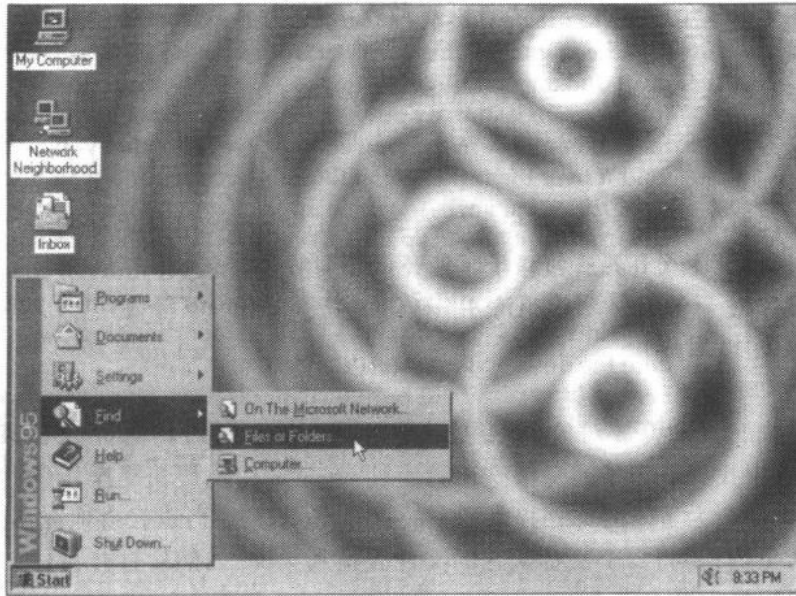 My Computer
Network
Neighborhood
Inbox
Programs
Documents
Settings
Find
Help
Run...
Shut Down...
Windows95
On The Microsoft Network...
Files or Folders...
Computer...
Start
8:33 PM